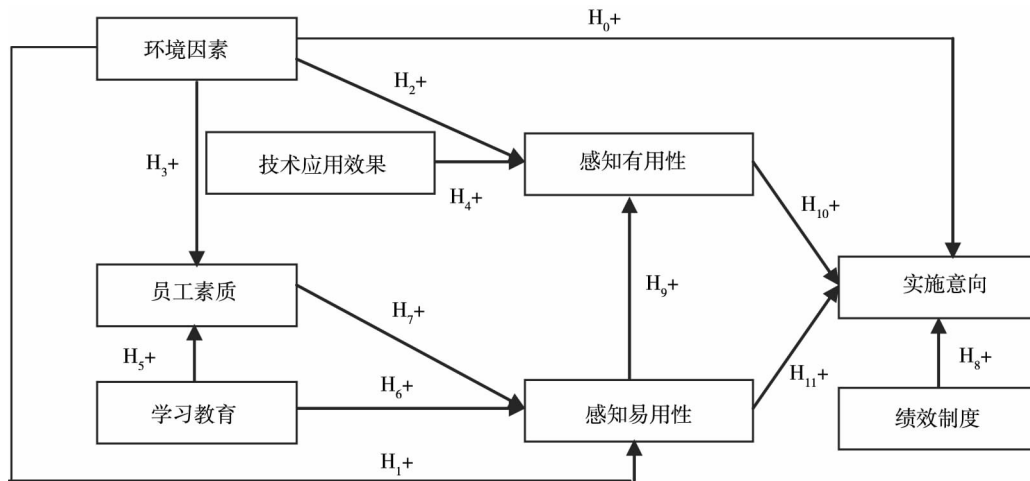 H₀+
环境因素
H₂+
H₃+
技术应用效果
感知有用性
H₄+
H₁₀+
员工素质
H₉+
实施意向
H₇+
H₅+
H₆+
H₁₁+
H₈+
学习教育
感知易用性
绩效制度
H₁+